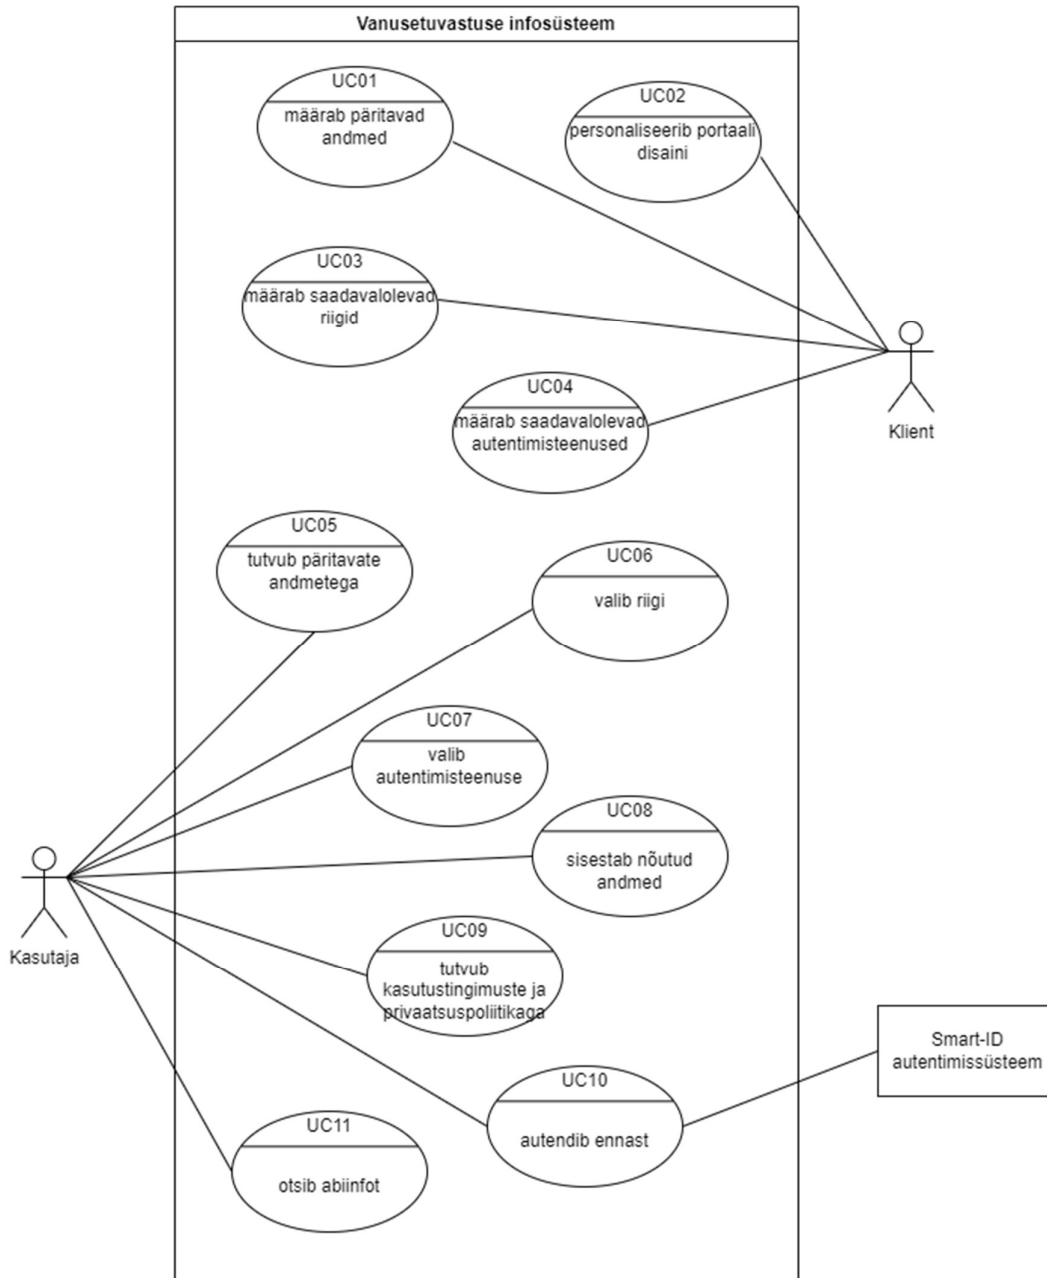 Vanusetuvastuse infosüsteem
UC01
määrab päritavad
andmed
UC02
personaliseerib portaali
disaini
UC03
määrab saadavalolevad
riigid
UC04
määrab saadavalolevad
autentimisteenused
Klient
UC05
tutvub päritavate
andmetega
UC06
valib riigi
UC07
valib
autentimisteenuse
UC08
sisestab nõutud
andmed
Kasutaja
UC09
tutvub
kasutustingimuste ja
privaatsuspoliitikaga
Smart-ID
autentimissüsteem
UC10
autendib ennast
UC11
otsib abiinfot